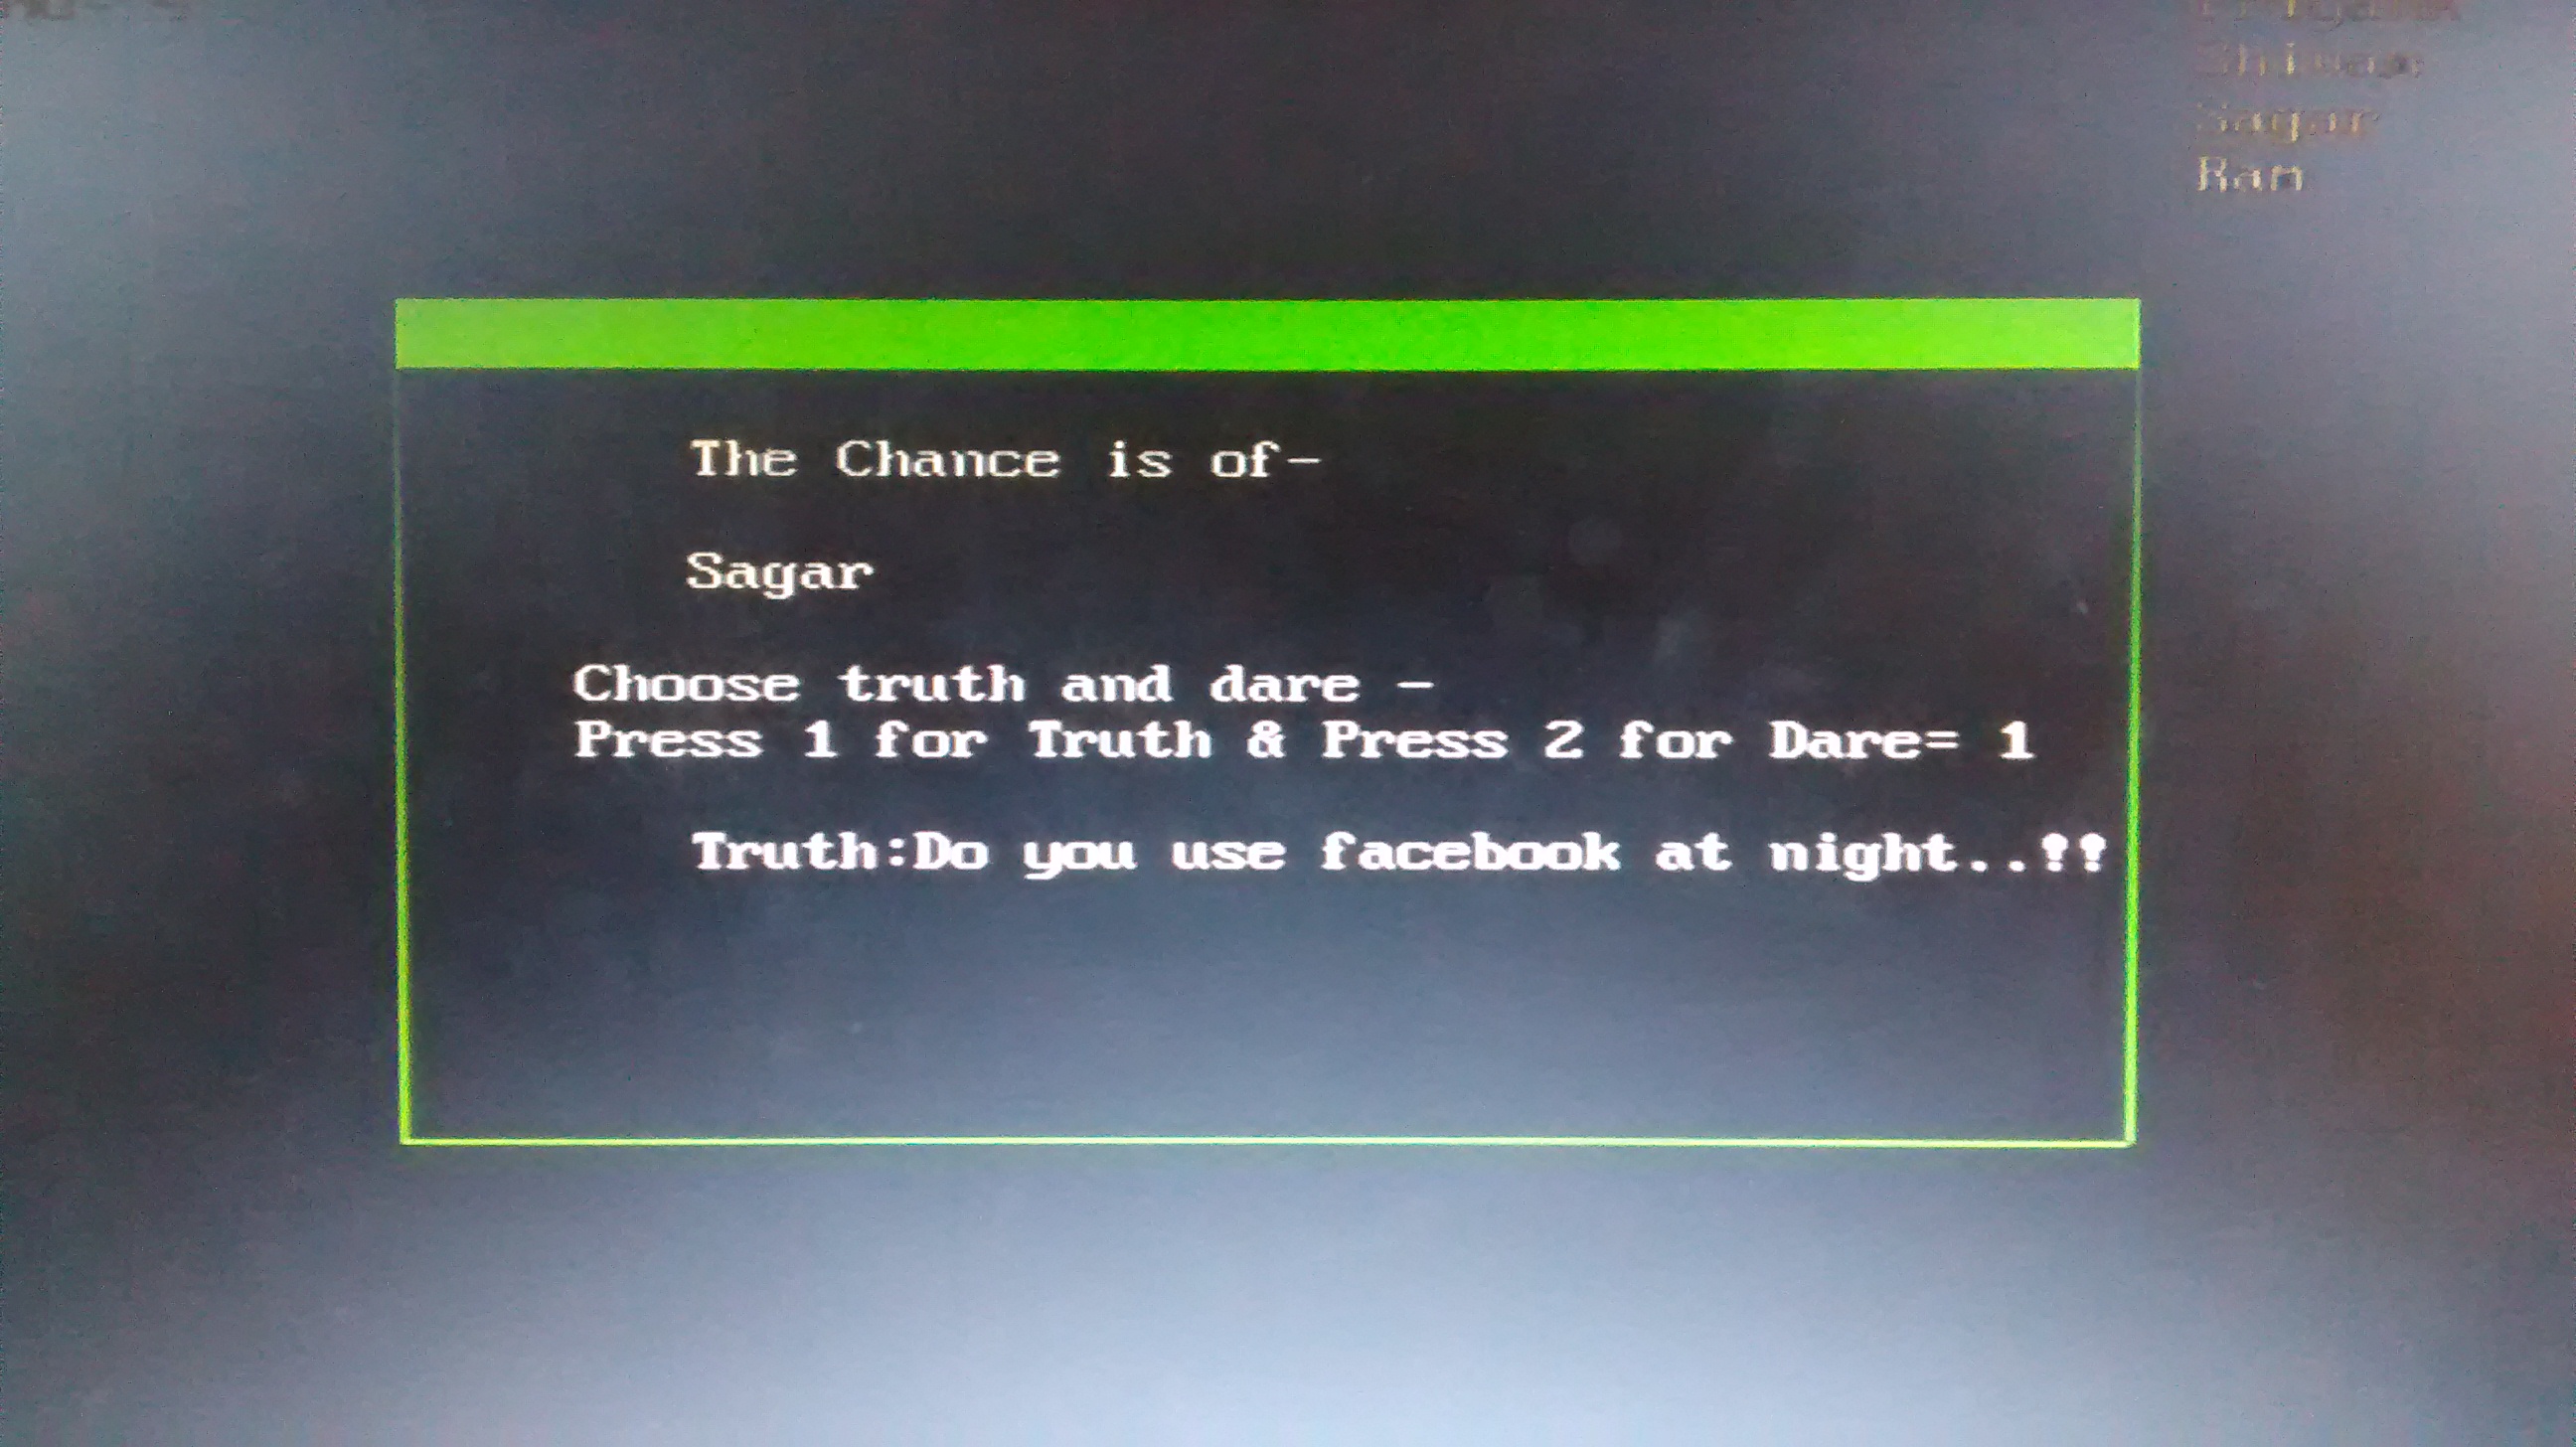 Shivam
Sagar
Ram
The Chance is of-
Sagar
Choose truth and dare -
Press 1 for Truth & Press 2 for Dare= 1
Truth:Do you use facebook at night..!!